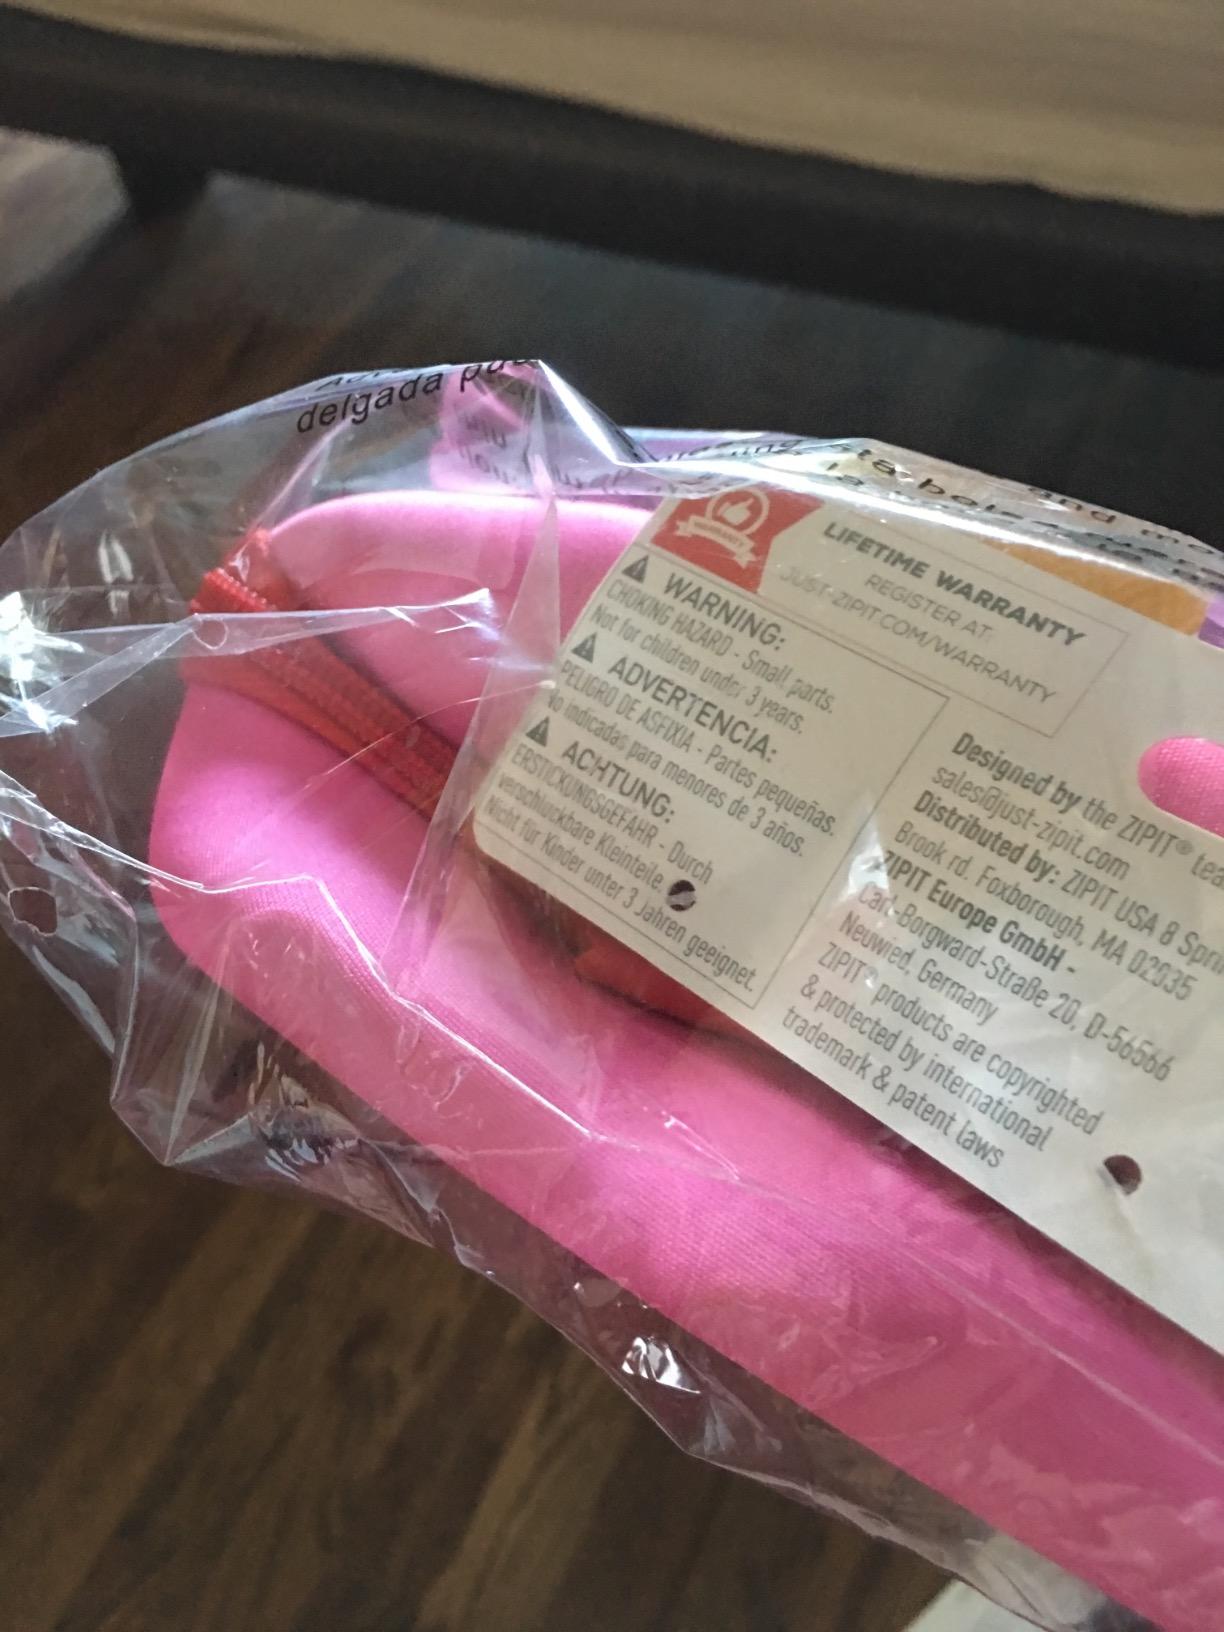 delgada
WARRANTY
LIFETIME WARRANTY
REGISTER AT:
JUST-ZIPIT.COM/WARRANTY
WARNING:
CHOKING HAZARD - Small parts.
Not for children under 3 years.
ADVERTENCIA:
PELIGRO DE ASFIXIA - Partes pequeñas.
No indicadas para menores de 3 años.
ACHTUNG:
ERSTICKUNGSGEFAHR - Durch
verschluckbare Kleinteile
Nicht für Kinder unter 3 Jahren geeignet.
Designed by the ZIPIT®
sales@just-zipit.com
Distributed by: ZIPIT USA 8
Brook rd. Foxborough, MA 02035
ZIPIT Europe GmbH -
Carl-Borgward-Straße 20, D-56566
Neuwied, Germany
ZIPIT® products are copyrighted
& protected by international
trademark & patent laws